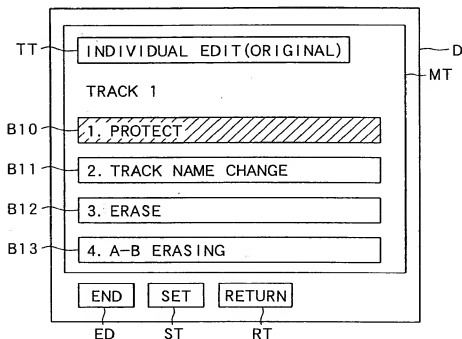 TT INDIVIDUAL EDIT(ORIGINAL) D
MT
TRACK 1
B10 1. PROTECT
B11 2. TRACK NAME CHANGE
B12 3. ERASE
B13 4. A-B ERASING
END SET RETURN
ED ST RT